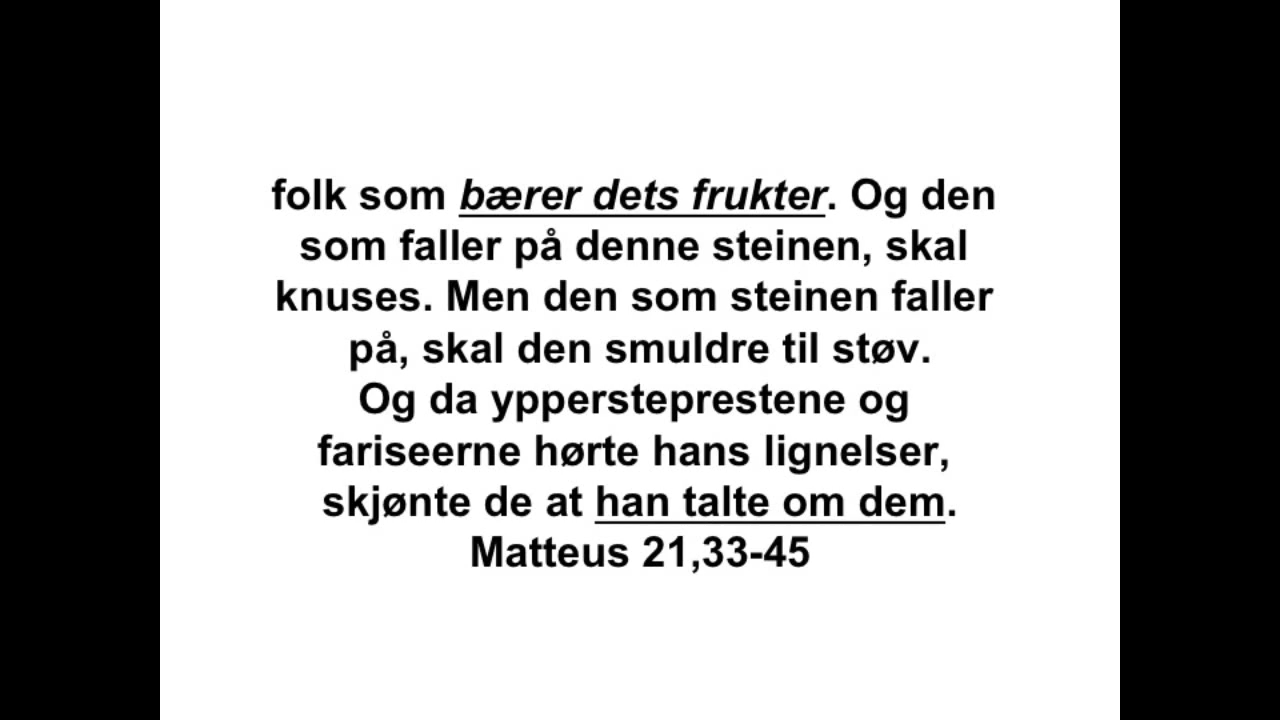 folk som bærer dets frukter. Og den
som faller på denne steinen, skal
knuses. Men den som steinen faller
på, skal den smuldre til støv.
Og da yppersteprestene og
fariseerne hørte hans lignelser,
skjønte de at han talte om dem.
Matteus 21,33-45